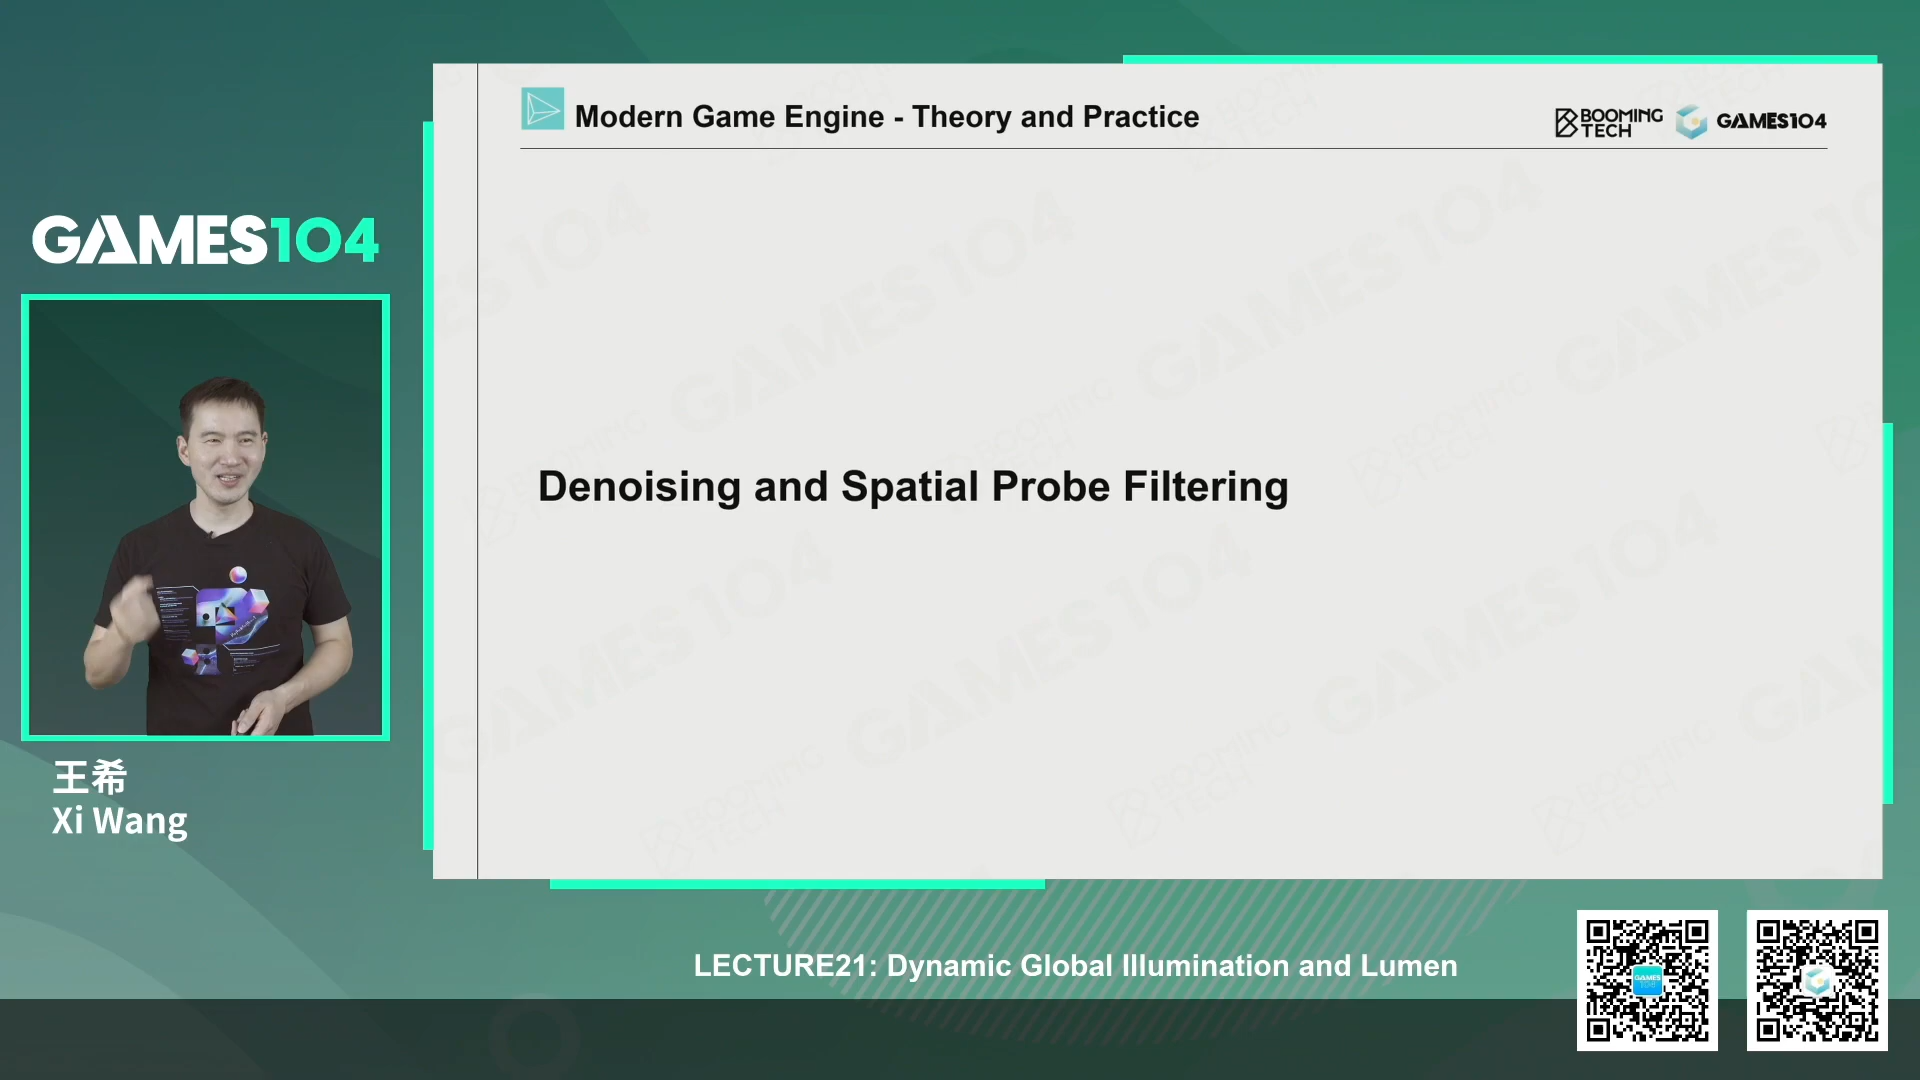 Modern Game Engine - Theory and Practice
BOOMING
TECH
GAMES104
GAMES104
Denoising and Spatial Probe Filtering
王希
Xi Wang
LECTURE21: Dynamic Global Illumination and Lumen